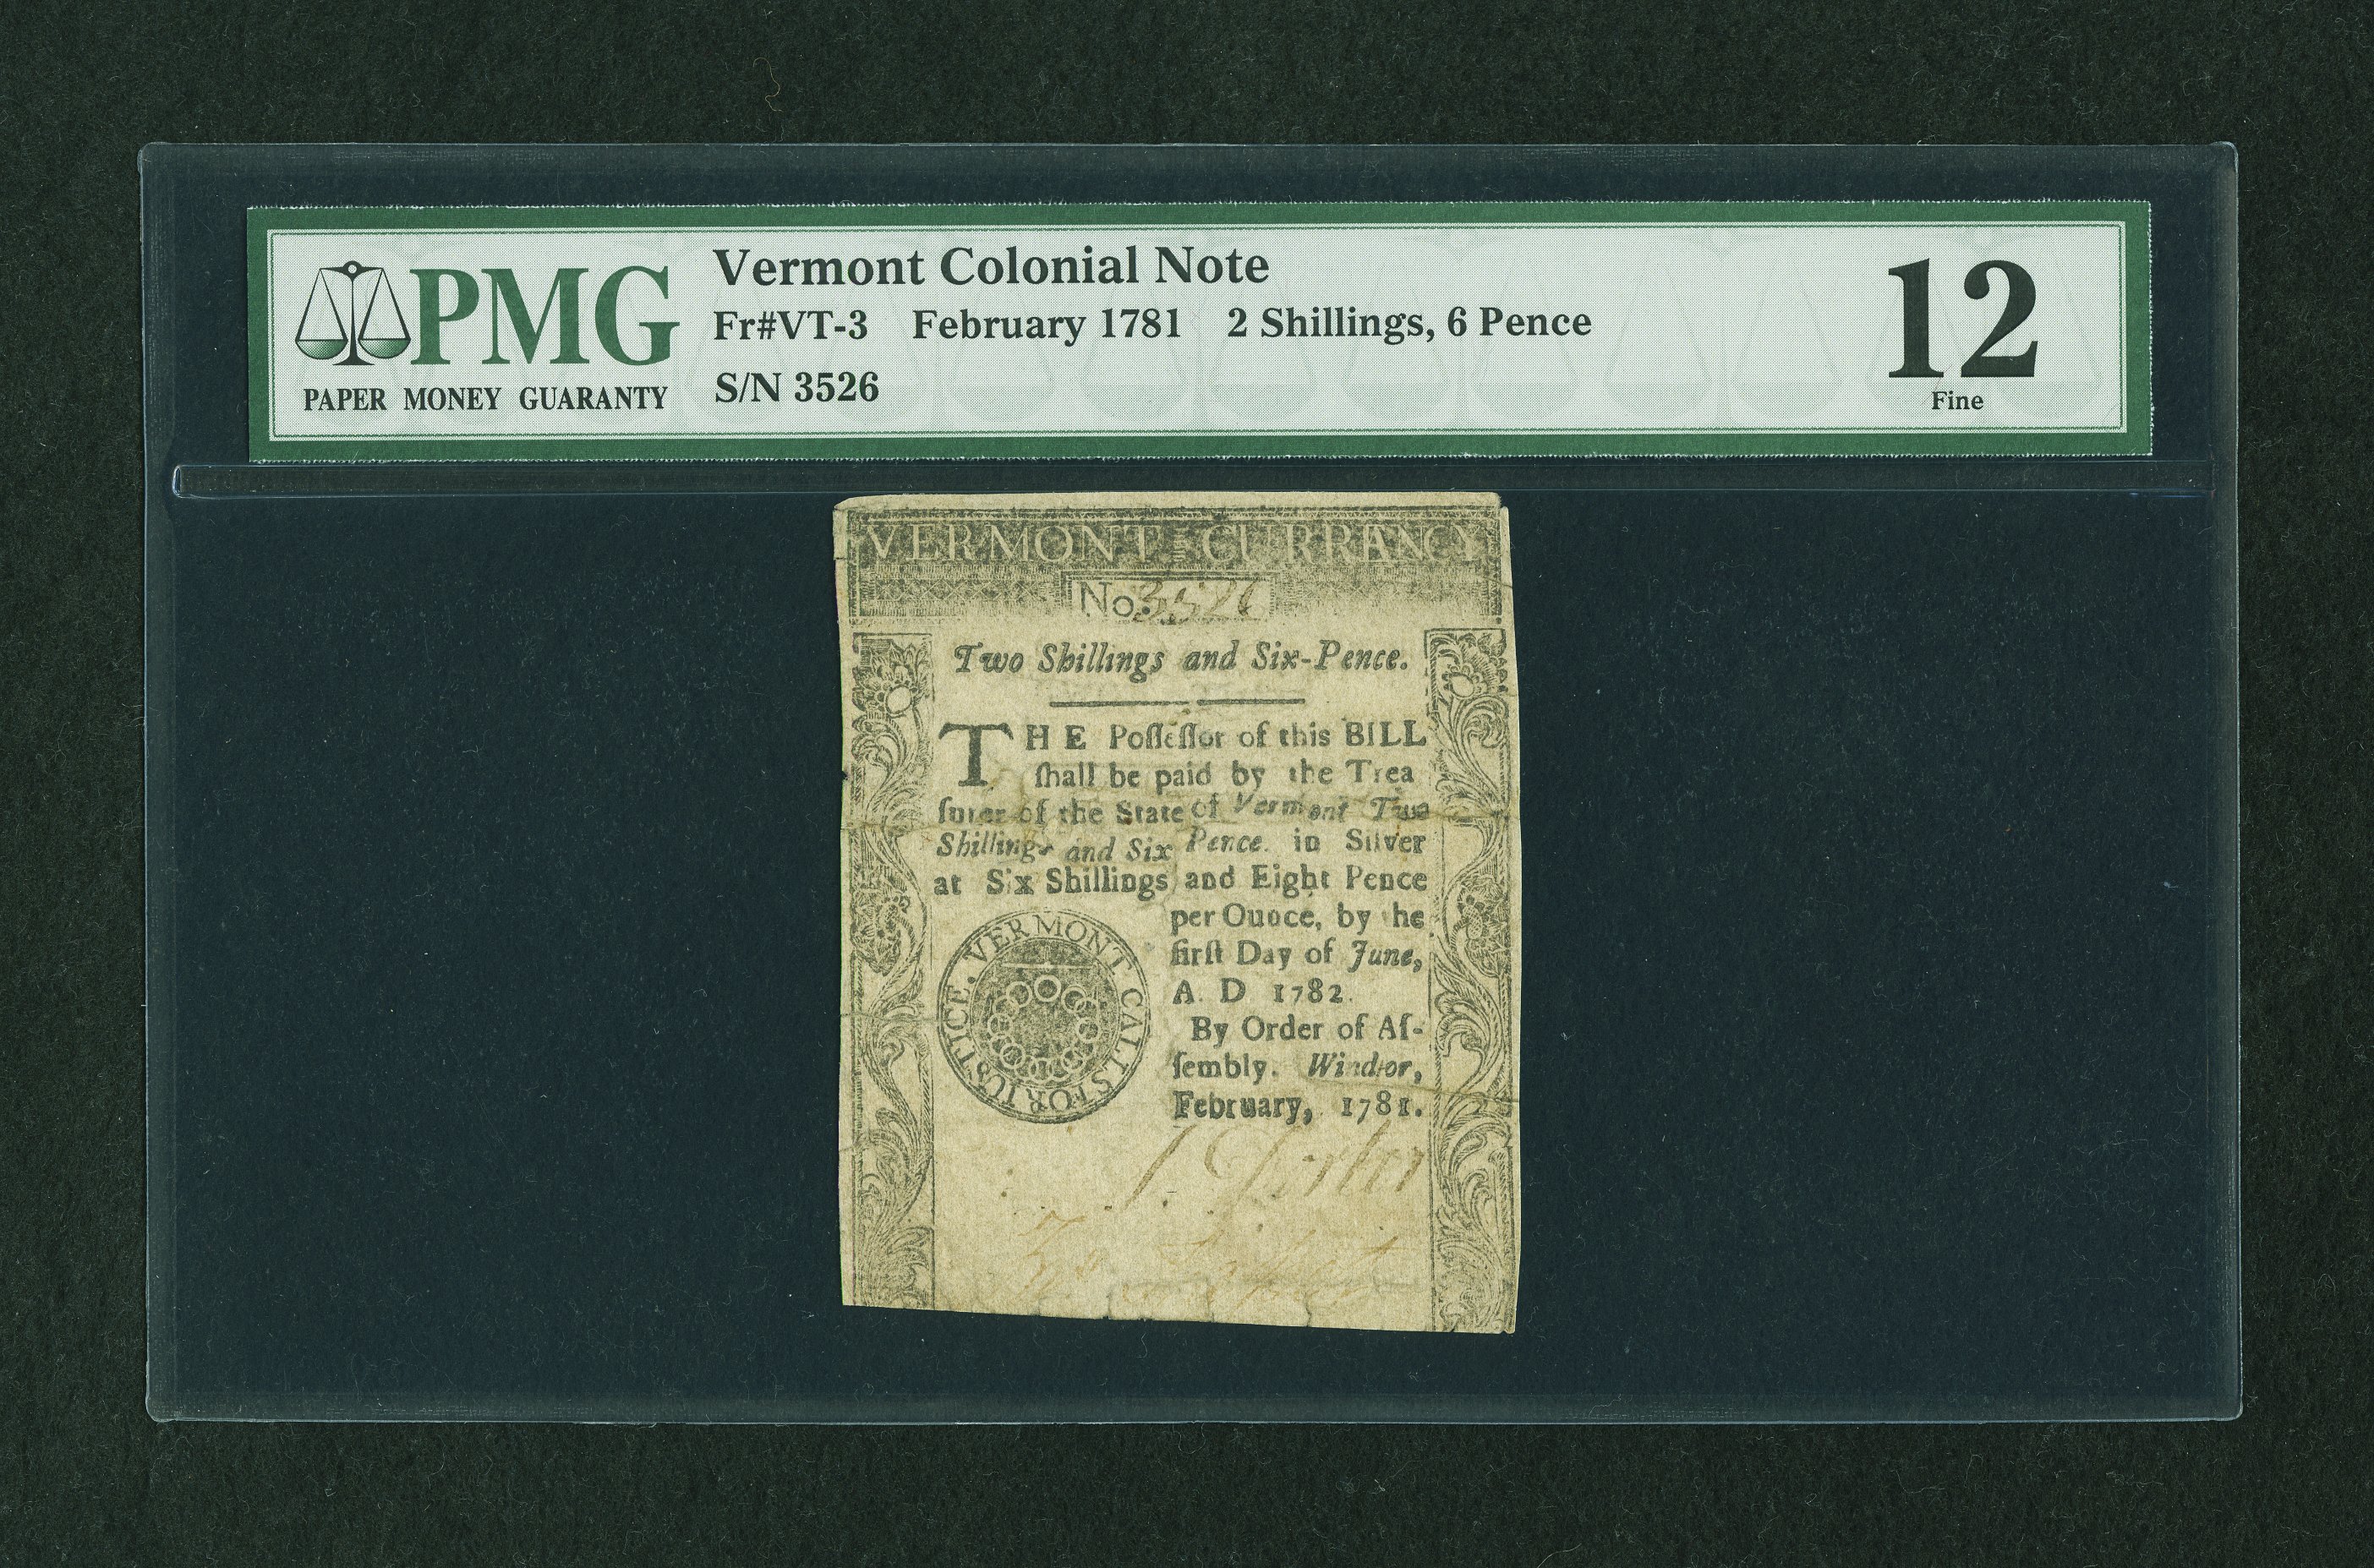 PMG
PAPER MONEY GUARANTY
Vermont Colonial Note
Fr#VT-3 February 1781 2 Shillings, 6 Pence
S/N 3526
12
Fine
VERMONT CURRANCY
No. 3526
Two Shillings and Six-Pence.
THE Poſſeſſor of this BILL
ſhall be paid by the Trea
ſurer of the State of Vermont Two
Shillings and Six Pence. in Silver
at Six Shillings and Eight Pence
per Ounce, by the
firſt Day of June,
A. D 1782.
By Order of Aſ-
ſembly. Windſor,
February, 1781.
VERMONT CALLS FOR JUSTICE.